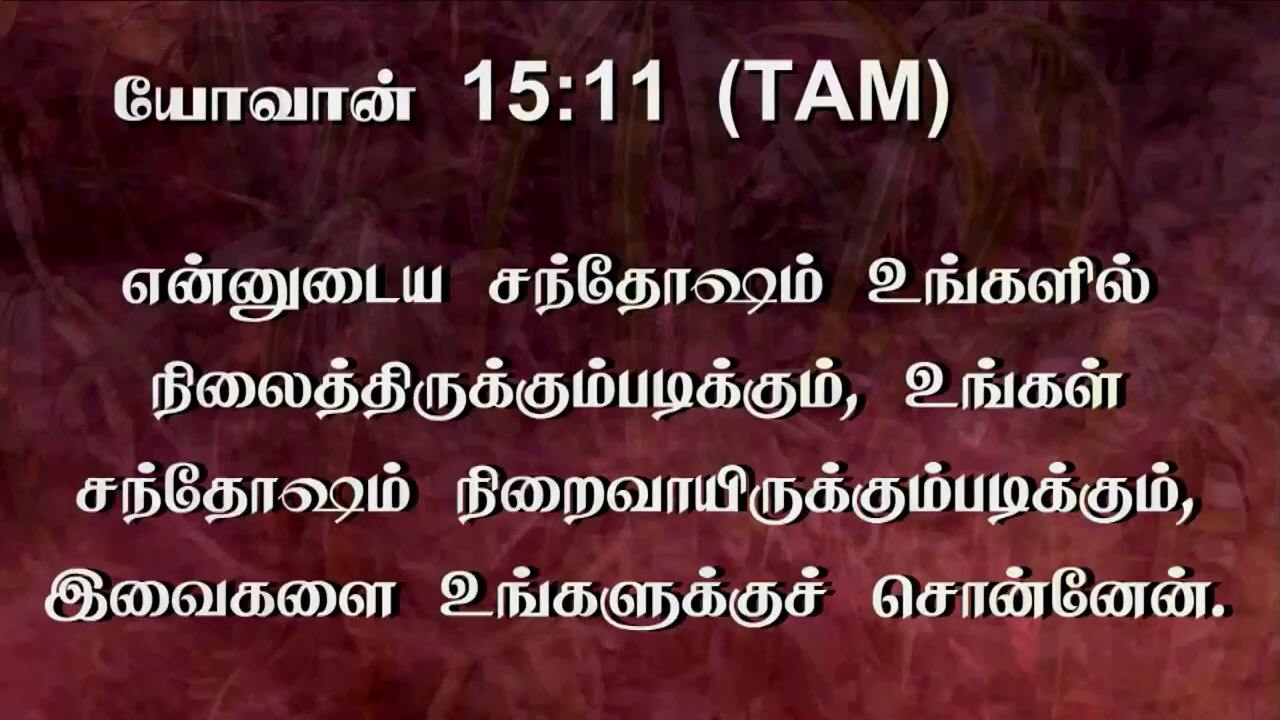 யோவான் 15:11 (TAM)
என்னுடைய சந்தோஷம் உங்களில்
நிலைத்திருக்கும்படிக்கும், உங்கள்
சந்தோஷம் நிறைவாயிருக்கும்படிக்கும்,
இவைகளை உங்களுக்குச் சொன்னேன்.